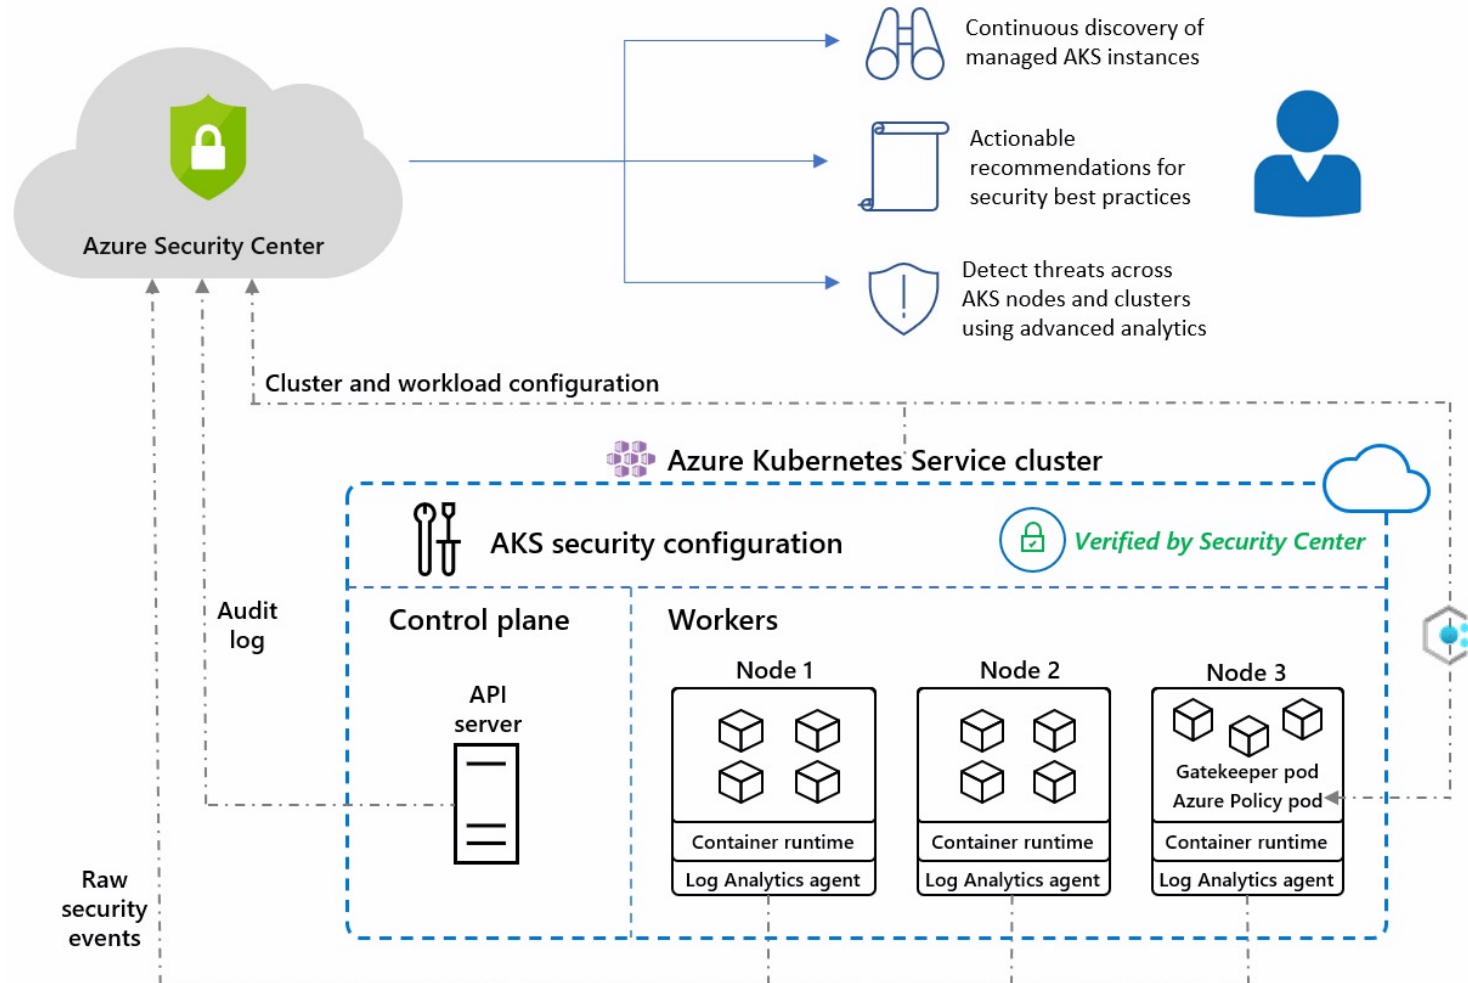 Continuous discovery of
managed AKS instances
Actionable
recommendations for
security best practices
Azure Security Center
Detect threats across
AKS nodes and clusters
using advanced analytics
Cluster and workload configuration
Azure Kubernetes Service cluster
AKS security configuration
Verified by Security Center
Audit
log
Control plane
Workers
API
server
Node 1
Node 2
Node 3
Gatekeeper pod
Azure Policy pod
Container runtime
Container runtime
Container runtime
Log Analytics agent
Log Analytics agent
Log Analytics agent
Raw
security
events